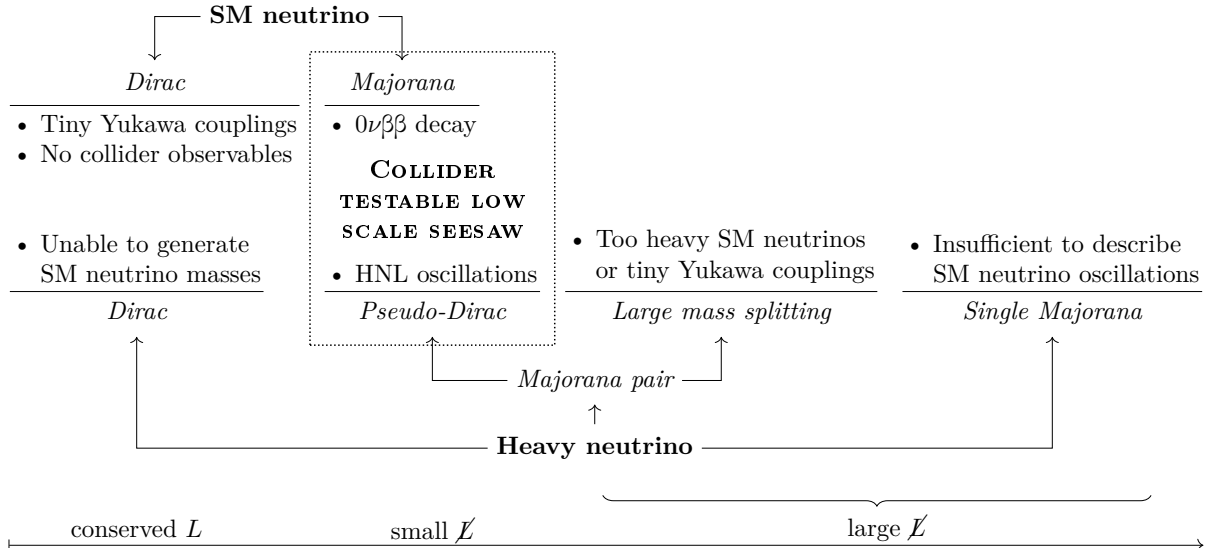 SM neutrino
Dirac
• Tiny Yukawa couplings
• No collider observables
Majorana
• 0νββ decay
COLLIDER
TESTABLE LOW
SCALE SEESAW
• Unable to generate
SM neutrino masses
Dirac
• HNL oscillations
Pseudo-Dirac
• Too heavy SM neutrinos
or tiny Yukawa couplings
Large mass splitting
• Insufficient to describe
SM neutrino oscillations
Single Majorana
Majorana pair
Heavy neutrino
conserved L
small L̸
large L̸